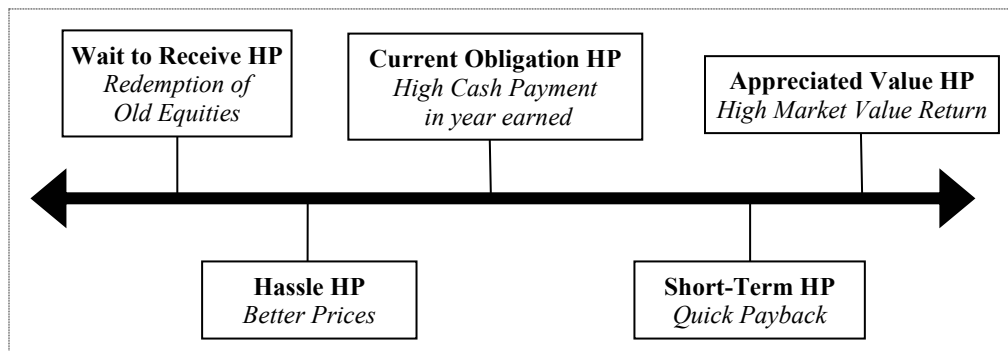 Wait to Receive HP
Redemption of
Old Equities
Current Obligation HP
High Cash Payment
in year earned
Appreciated Value HP
High Market Value Return
Hassle HP
Better Prices
Short-Term HP
Quick Payback